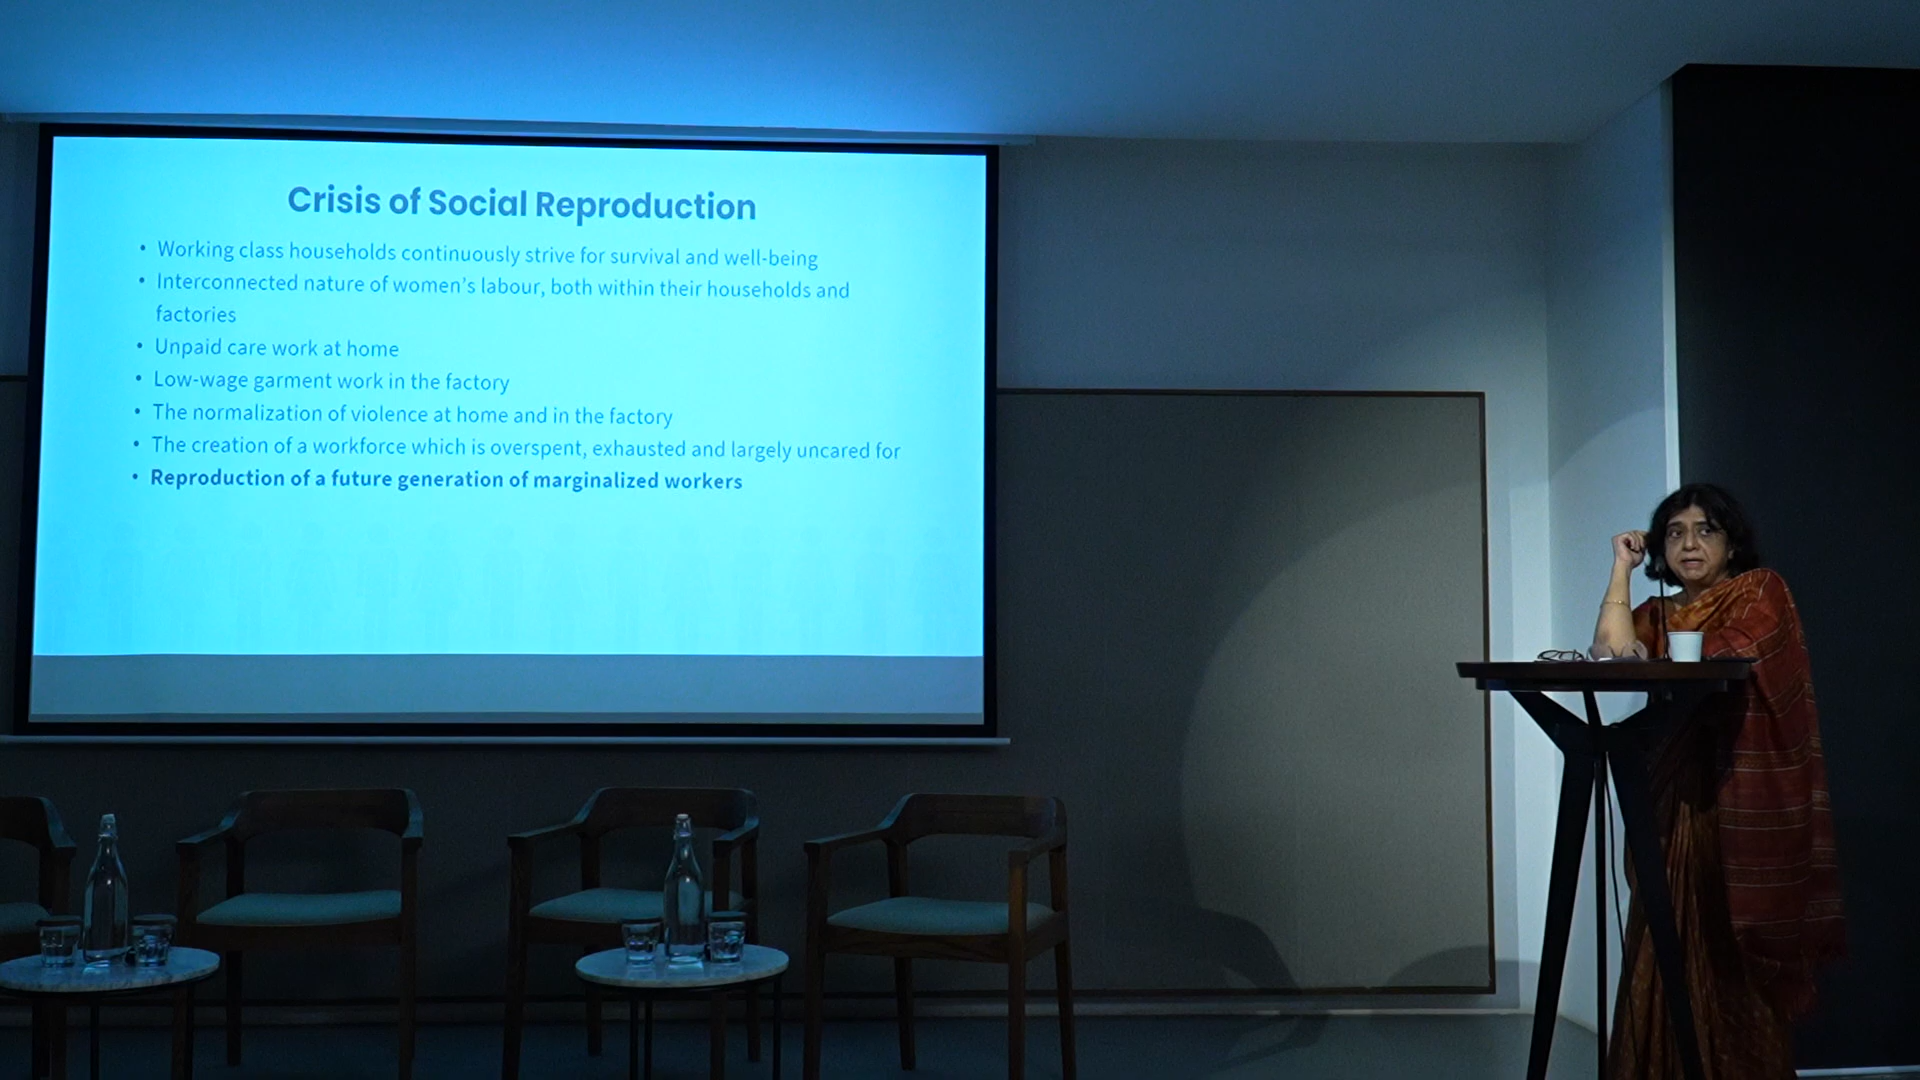 Crisis of Social Reproduction
• Working class households continuously strive for survival and well-being
• Interconnected nature of women's labour, both within their households and
factories
• Unpaid care work at home
• Low-wage garment work in the factory
• The normalization of violence at home and in the factory
• The creation of a workforce which is overspent, exhausted and largely uncared for
• Reproduction of a future generation of marginalized workers